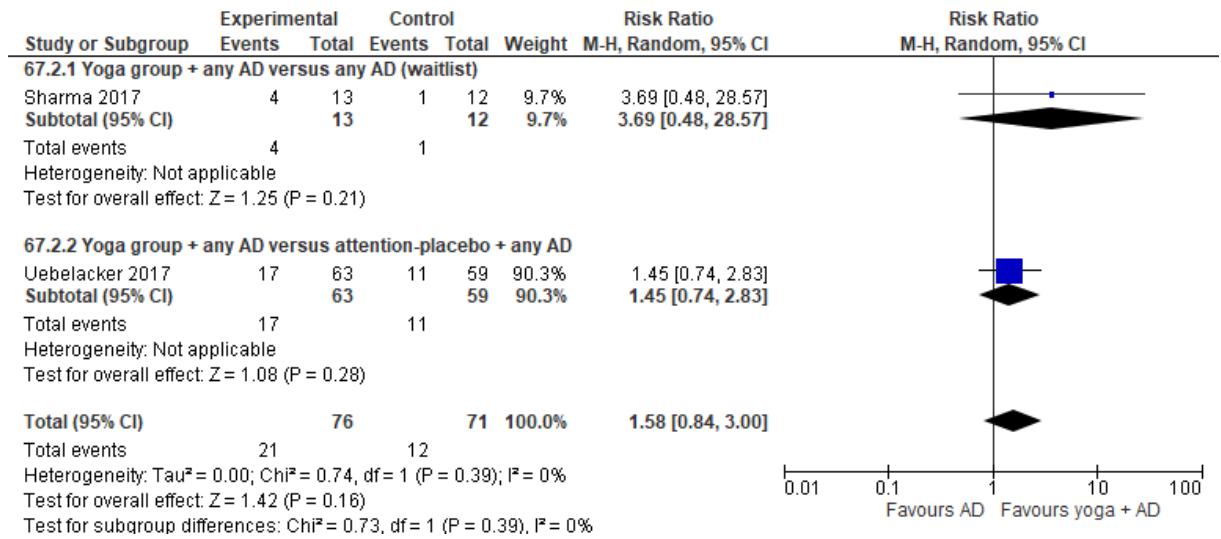 Experimental Control Risk Ratio Risk Ratio
Study or Subgroup Events Total Events Total Weight M-H, Random, 95% CI M-H, Random, 95% CI
67.2.1 Yoga group + any AD versus any AD (waitlist)
Sharma 2017 4 13 1 12 9.7% 3.69 [0.48, 28.57]
Subtotal (95% CI) 13 12 9.7% 3.69 [0.48, 28.57]
Total events 4 1
Heterogeneity: Not applicable
Test for overall effect: Z = 1.25 (P = 0.21)
67.2.2 Yoga group + any AD versus attention-placebo + any AD
Uebelacker 2017 17 63 11 59 90.3% 1.45 [0.74, 2.83]
Subtotal (95% CI) 63 59 90.3% 1.45 [0.74, 2.83]
Total events 17 11
Heterogeneity: Not applicable
Test for overall effect: Z = 1.08 (P = 0.28)
Total (95% CI) 76 71 100.0% 1.58 [0.84, 3.00]
Total events 21 12
Heterogeneity: Tau² = 0.00; Chi² = 0.74, df = 1 (P = 0.39); I² = 0%
Test for overall effect: Z = 1.42 (P = 0.16)
Test for subgroup differences: Chi² = 0.73, df = 1 (P = 0.39), I² = 0%
0.01 0.1 1 10 100
Favours AD Favours yoga + AD